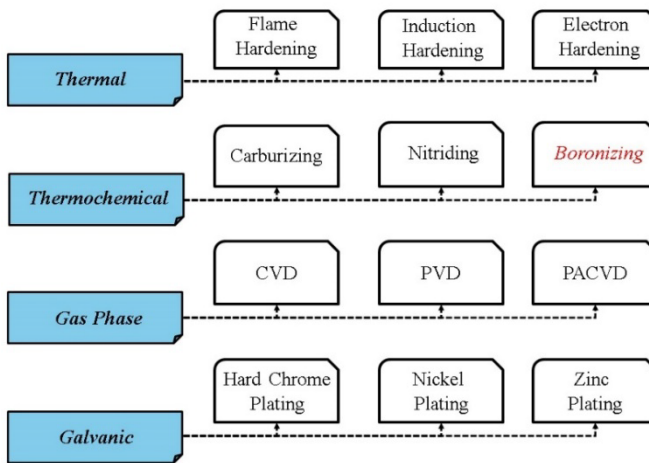 Flame
Hardening
Induction
Hardening
Electron
Hardening
Thermal
Carburizing
Nitriding
Boronizing
Thermochemical
CVD
PVD
PACVD
Gas Phase
Hard Chrome
Plating
Nickel
Plating
Zinc
Plating
Galvanic